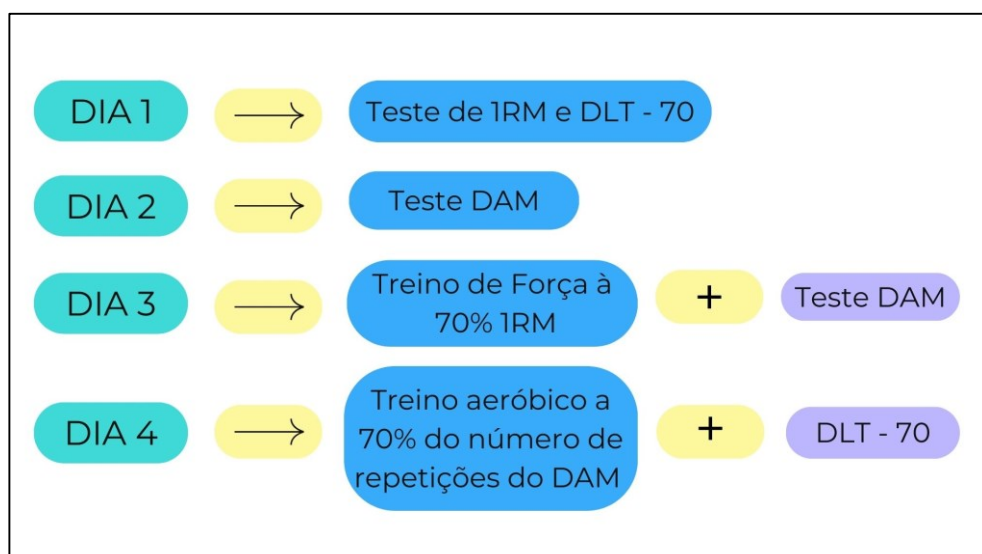 DIA 1 → Teste de 1RM e DLT - 70
DIA 2 → Teste DAM
DIA 3 → Treino de Força à
70% 1RM + Teste DAM
DIA 4 → Treino aeróbico a
70% do número de
repetições do DAM + DLT - 70